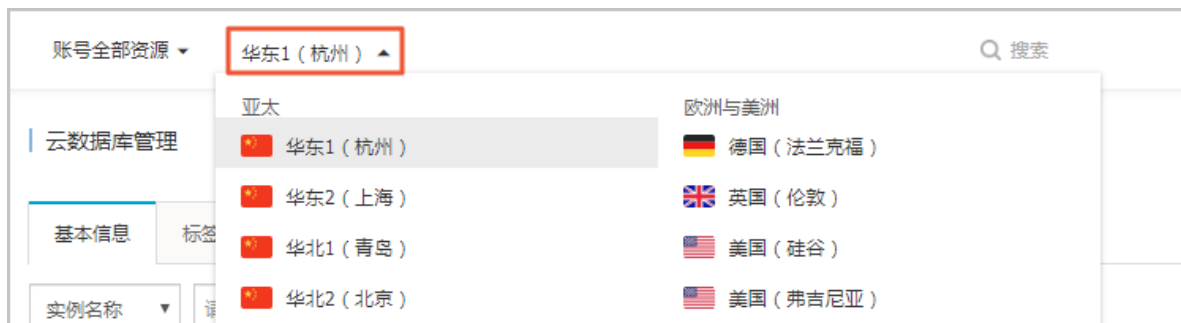 账号全部资源
华东1（杭州）
搜索
亚太
欧洲与美洲
云数据库管理
华东1（杭州）
德国（法兰克福）
华东2（上海）
英国（伦敦）
基本信息
标签
华北1（青岛）
美国（硅谷）
实例名称
华北2（北京）
美国（弗吉尼亚）